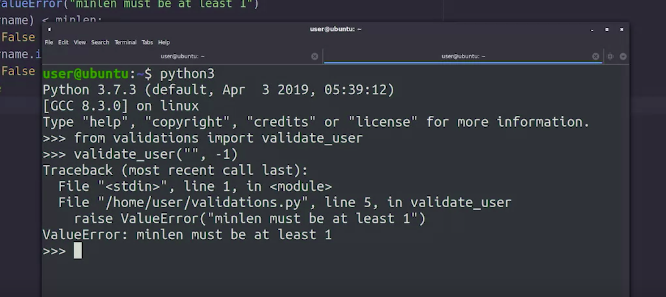 alueError("minlen must be at least 1")
rname) < minlen:
False
rname.i
False
user@ubuntu: ~
File Edit View Search Terminal Tabs Help
user@ubuntu: ~ user@ubuntu: ~
user@ubuntu:~$ python3
Python 3.7.3 (default, Apr  3 2019, 05:39:12)
[GCC 8.3.0] on linux
Type "help", "copyright", "credits" or "license" for more information.
>>> from validations import validate_user
>>> validate_user("", -1)
Traceback (most recent call last):
  File "<stdin>", line 1, in <module>
  File "/home/user/validations.py", line 5, in validate_user
    raise ValueError("minlen must be at least 1")
ValueError: minlen must be at least 1
>>>